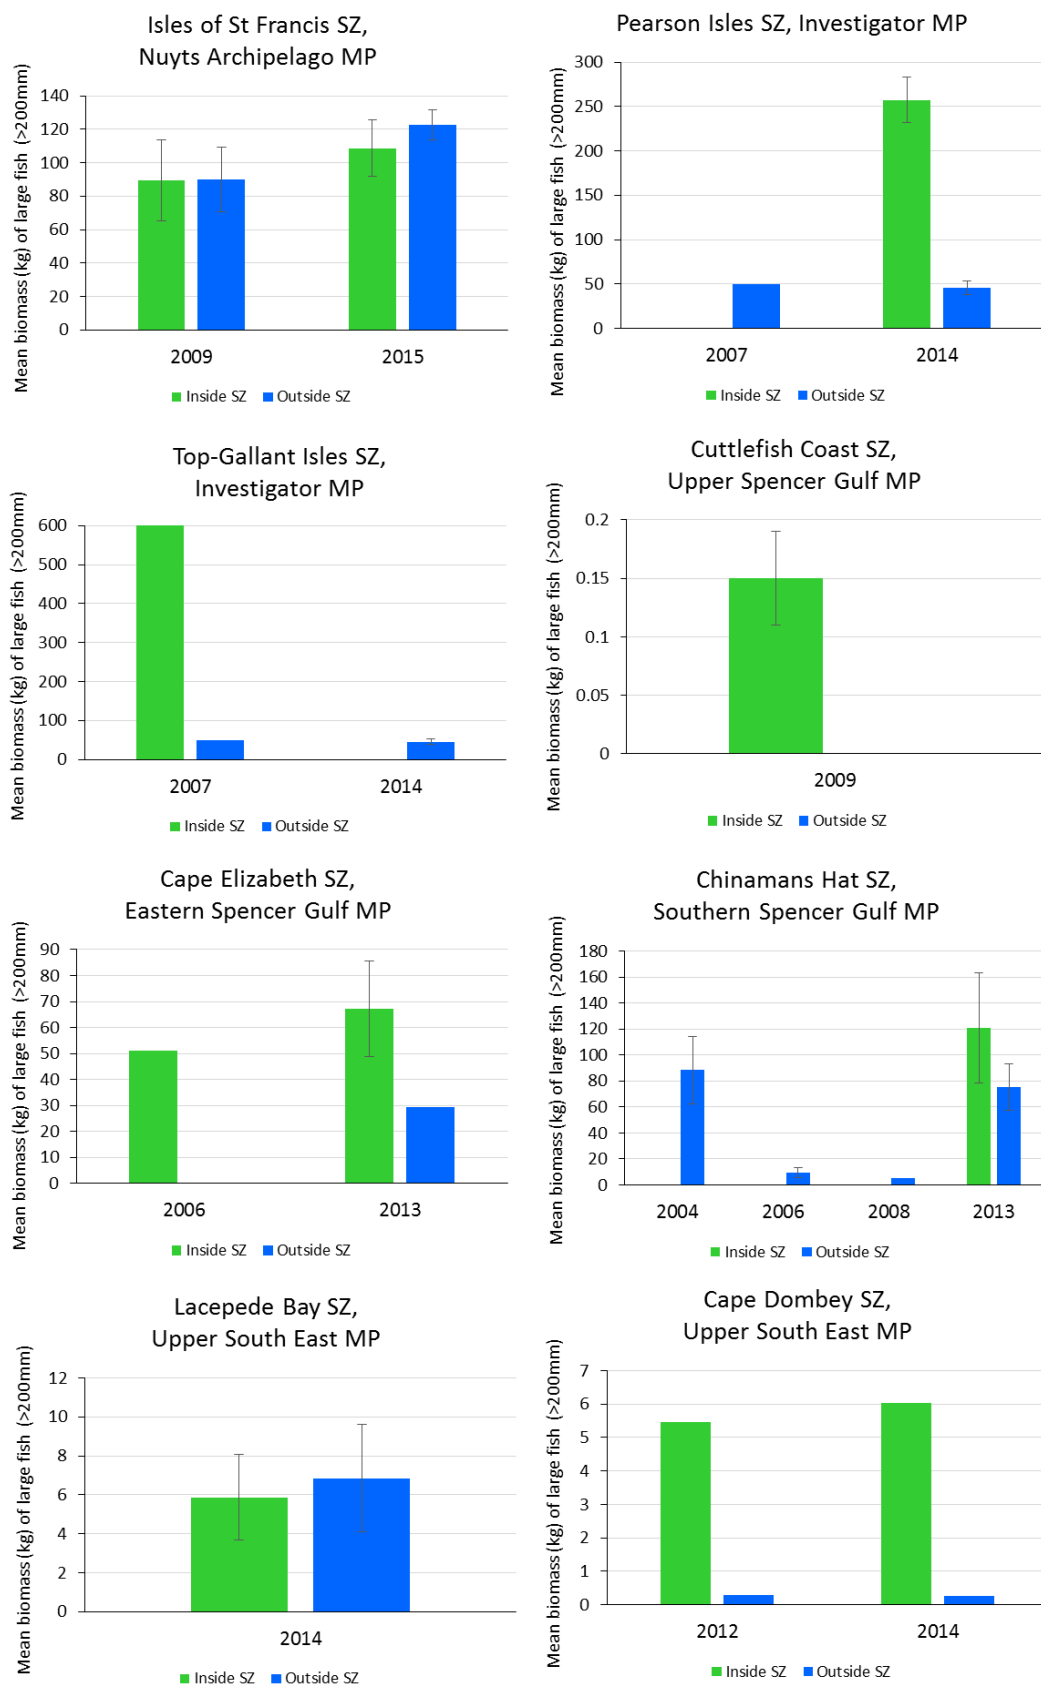 Isles of St Francis SZ,
Nuyts Archipelago MP
Mean biomass (kg) of large fish (>200mm)
140
120
100
80
60
40
20
0
2009
2015
Inside SZ
Outside SZ
Pearson Isles SZ, Investigator MP
Mean biomass (kg) of large fish (>200mm)
300
250
200
150
100
50
0
2007
2014
Inside SZ
Outside SZ
Top-Gallant Isles SZ,
Investigator MP
Mean biomass (kg) of large fish (>200mm)
600
500
400
300
200
100
0
2007
2014
Inside SZ
Outside SZ
Cuttlefish Coast SZ,
Upper Spencer Gulf MP
Mean biomass (kg) of large fish (>200mm)
0.2
0.15
0.1
0.05
0
2009
Inside SZ
Outside SZ
Cape Elizabeth SZ,
Eastern Spencer Gulf MP
Mean biomass (kg) of large fish (>200mm)
90
80
70
60
50
40
30
20
10
0
2006
2013
Inside SZ
Outside SZ
Chinamans Hat SZ,
Southern Spencer Gulf MP
Mean biomass (kg) of large fish (>200mm)
180
160
140
120
100
80
60
40
20
0
2004
2006
2008
2013
Inside SZ
Outside SZ
Lacepede Bay SZ,
Upper South East MP
Mean biomass (kg) of large fish (>200mm)
12
10
8
6
4
2
0
2014
Inside SZ
Outside SZ
Cape Dombey SZ,
Upper South East MP
Mean biomass (kg) of large fish (>200mm)
7
6
5
4
3
2
1
0
2012
2014
Inside SZ
Outside SZ